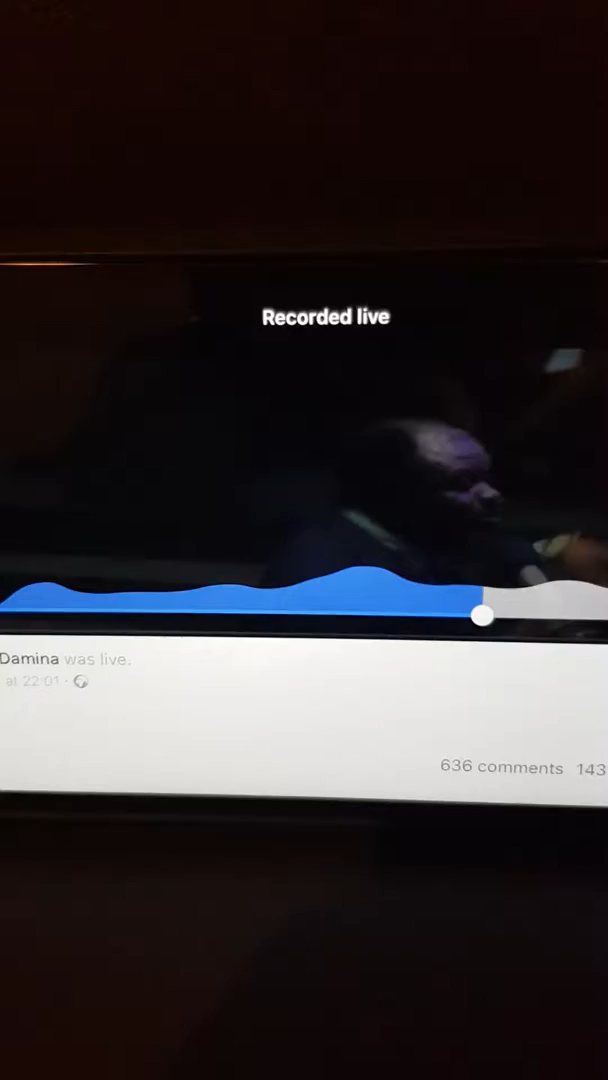 Recorded live
Damina was live.
at 22:01 ·
636 comments 143